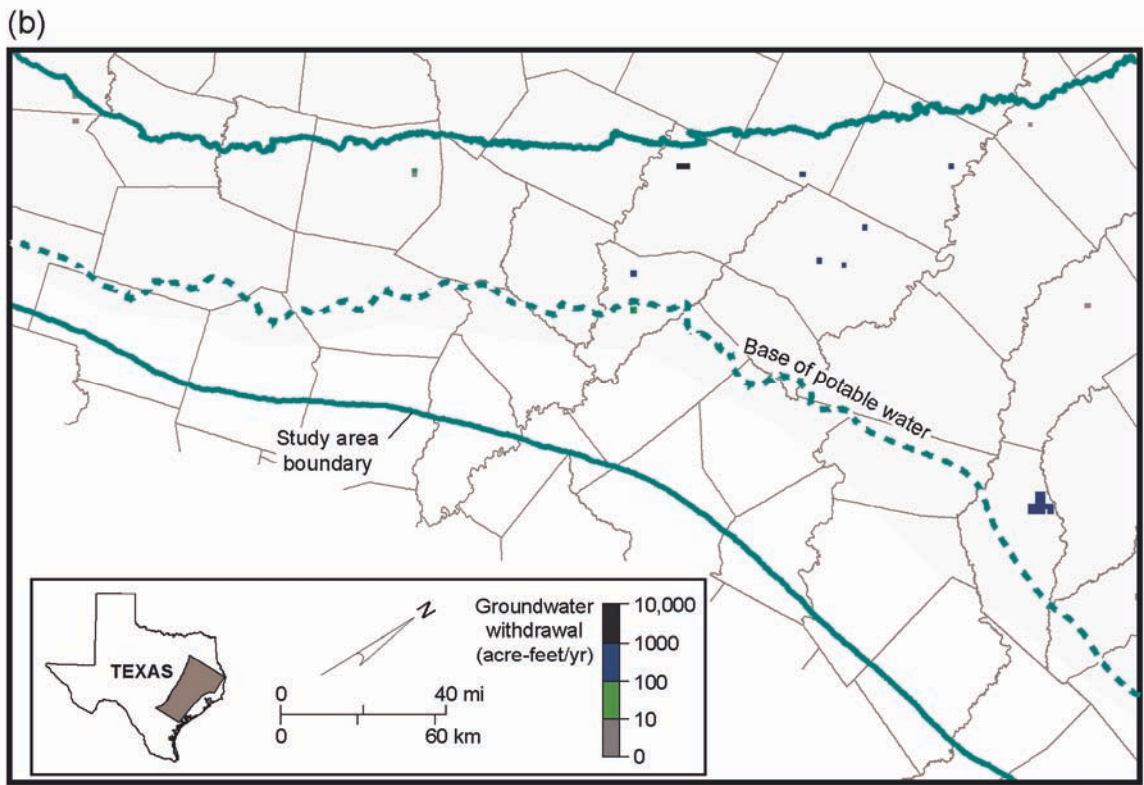 (b)
Base of potable water
Study area
boundary
TEXAS
N
0 40 mi
0 60 km
Groundwater
withdrawal
(acre-feet/yr)
10,000
1000
100
10
0